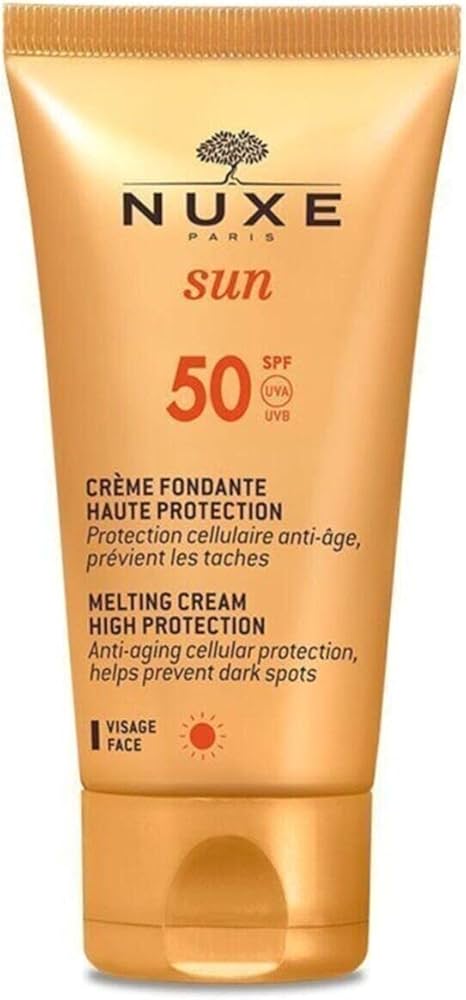 NUXE
PARIS
sun
50 SPF
UVA
UVB
CRÈME FONDANTE
HAUTE PROTECTION
Protection cellulaire anti-âge,
prévient les taches
MELTING CREAM
HIGH PROTECTION
Anti-aging cellular protection,
helps prevent dark spots
VISAGE
FACE